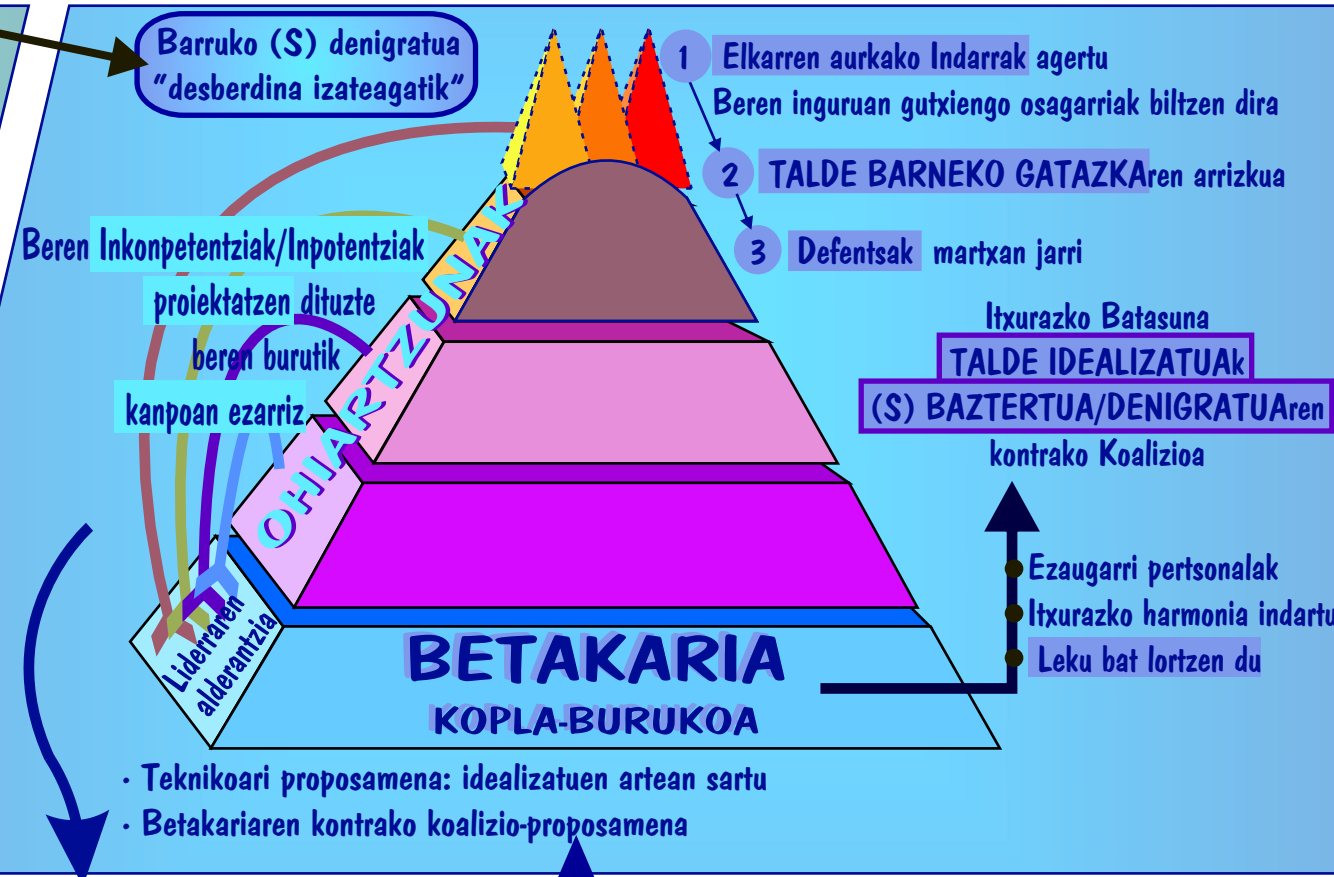 Barruko (S) denigratua
"desberdina izateagatik"
1 Elkarren aurkako Indarrak agertu
Beren inguruan gutxiengo osagarriak biltzen dira
2 TALDE BARNEKO GATAZKAren arrizkua
3 Defentsak martxan jarri
Beren Inkonpetentziak/Inpotentziak
proiektatzen dituzte
beren burutik
kanpoan ezarriz
OHIARTZUNAK
Itxurazko Batasuna
TALDE IDEALIZATUAk
(S) BAZTERTUA/DENIGRATUAren
kontrako Koalizioa
Ezaugarri pertsonalak
Itxurazko harmonia indartu
Leku bat lortzen du
Liderraren
alderantzia
BETAKARIA
KOPLA-BURUKOA
· Teknikoari proposamena: idealizatuen artean sartu
· Betakariaren kontrako koalizio-proposamena